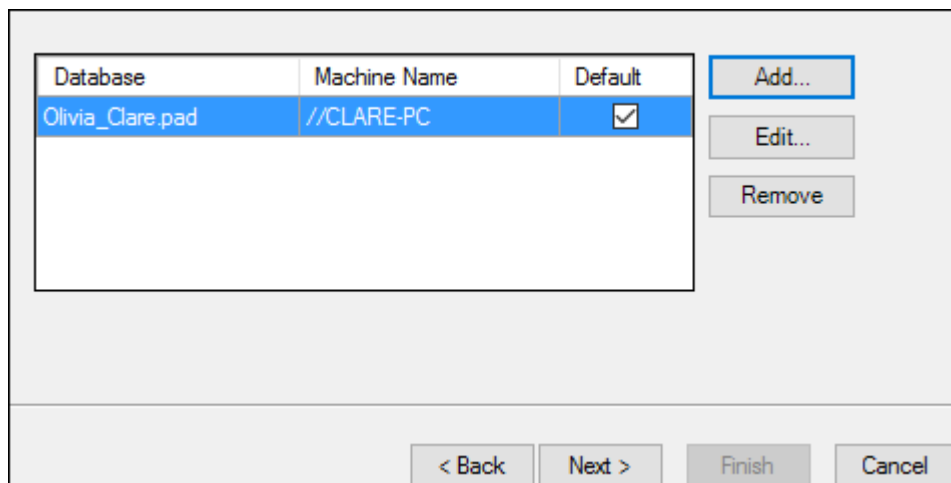 Database Machine Name Default Add...
Olivia_Clare.pad //CLARE-PC
Edit...
Remove
< Back Next > Finish Cancel